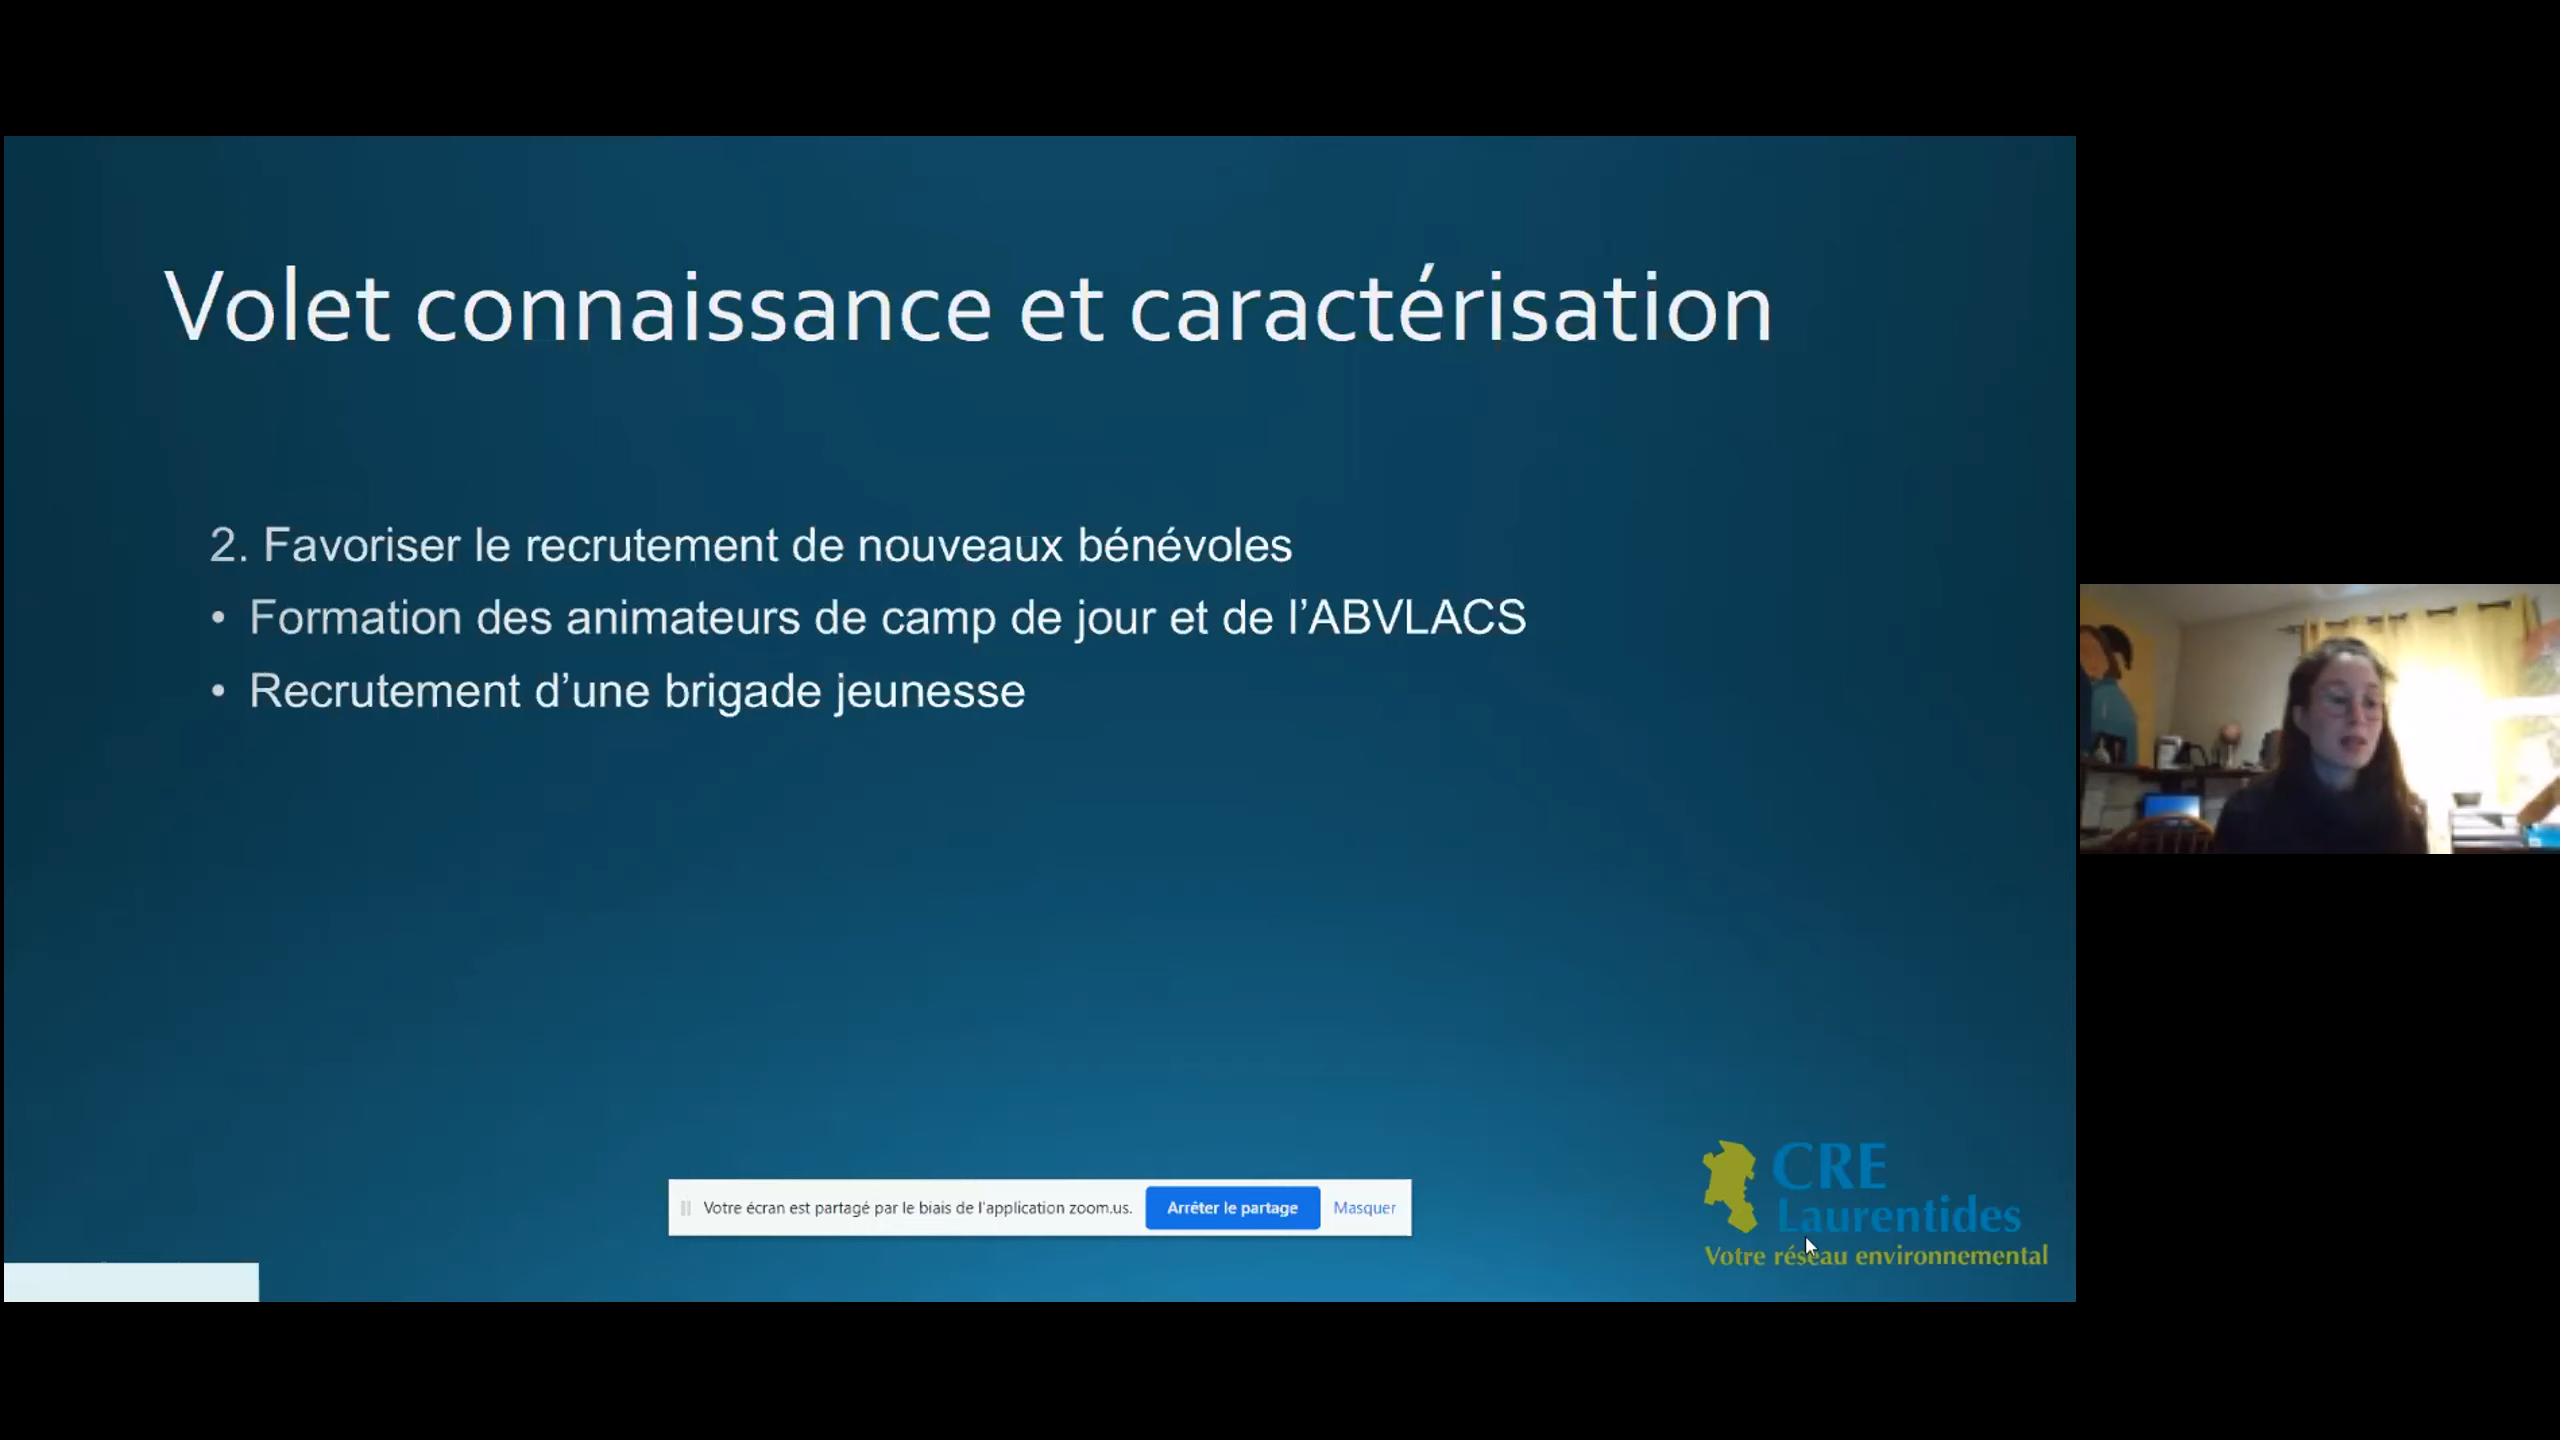 Volet connaissance et caractérisation
2. Favoriser le recrutement de nouveaux bénévoles
• Formation des animateurs de camp de jour et de l’ABVLACS
• Recrutement d’une brigade jeunesse
Votre écran est partagé par le biais de l'application zoom.us. Arrêter le partage Masquer
CRE
Laurentides
Votre réseau environnemental